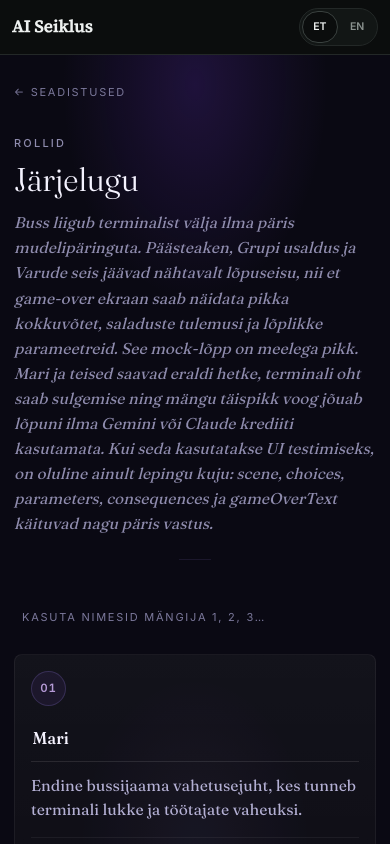 AI Seiklus
ET EN
← SEADISTUSED
ROLLID
Järjelugu
Buss liigub terminalist välja ilma päris
mudelipäringuta. Päästeaken, Grupi usaldus ja
Varude seis jäävad nähtavalt lõpuseisu, nii et
game-over ekraan saab näidata pikka
kokkuvõtet, saladuste tulemusi ja lõplikke
parameetreid. See mock-lõpp on meelega pikk.
Mari ja teised saavad eraldi hetke, terminali oht
saab sulgemise ning mängu täispikk voog jõuab
lõpuni ilma Gemini või Claude krediiti
kasutamata. Kui seda kasutatakse UI testimiseks,
on oluline ainult lepingu kuju: scene, choices,
parameters, consequences ja gameOverText
käituvad nagu päris vastus.
KASUTA NIMESID MÄNGIJA 1, 2, 3…
01
Mari
Endine bussijaama vahetusejuht, kes tunneb
terminali lukke ja töötajate vaheuksi.